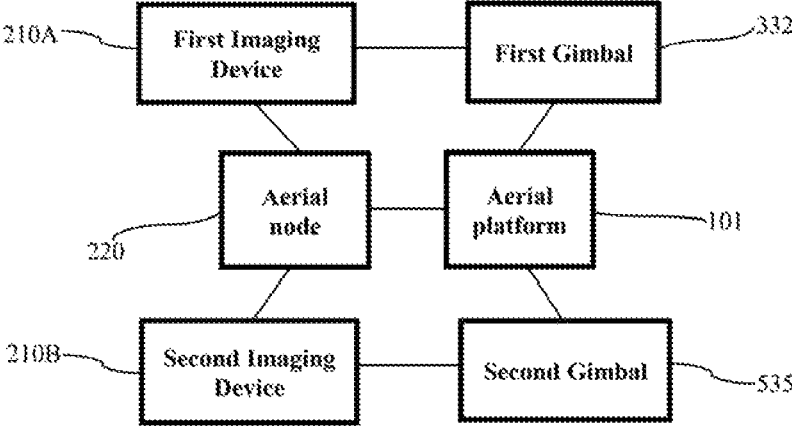 210A
First Imaging
Device
First Gimbal
332
Aerial
node
220
Aerial
platform
101
210B
Second Imaging
Device
Second Gimbal
535